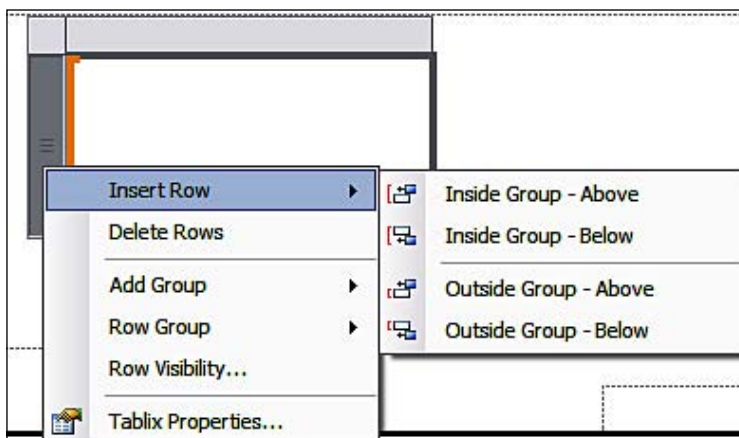 Insert Row
Delete Rows
Add Group
Row Group
Row Visibility...
Tablix Properties...
Inside Group - Above
Inside Group - Below
Outside Group - Above
Outside Group - Below